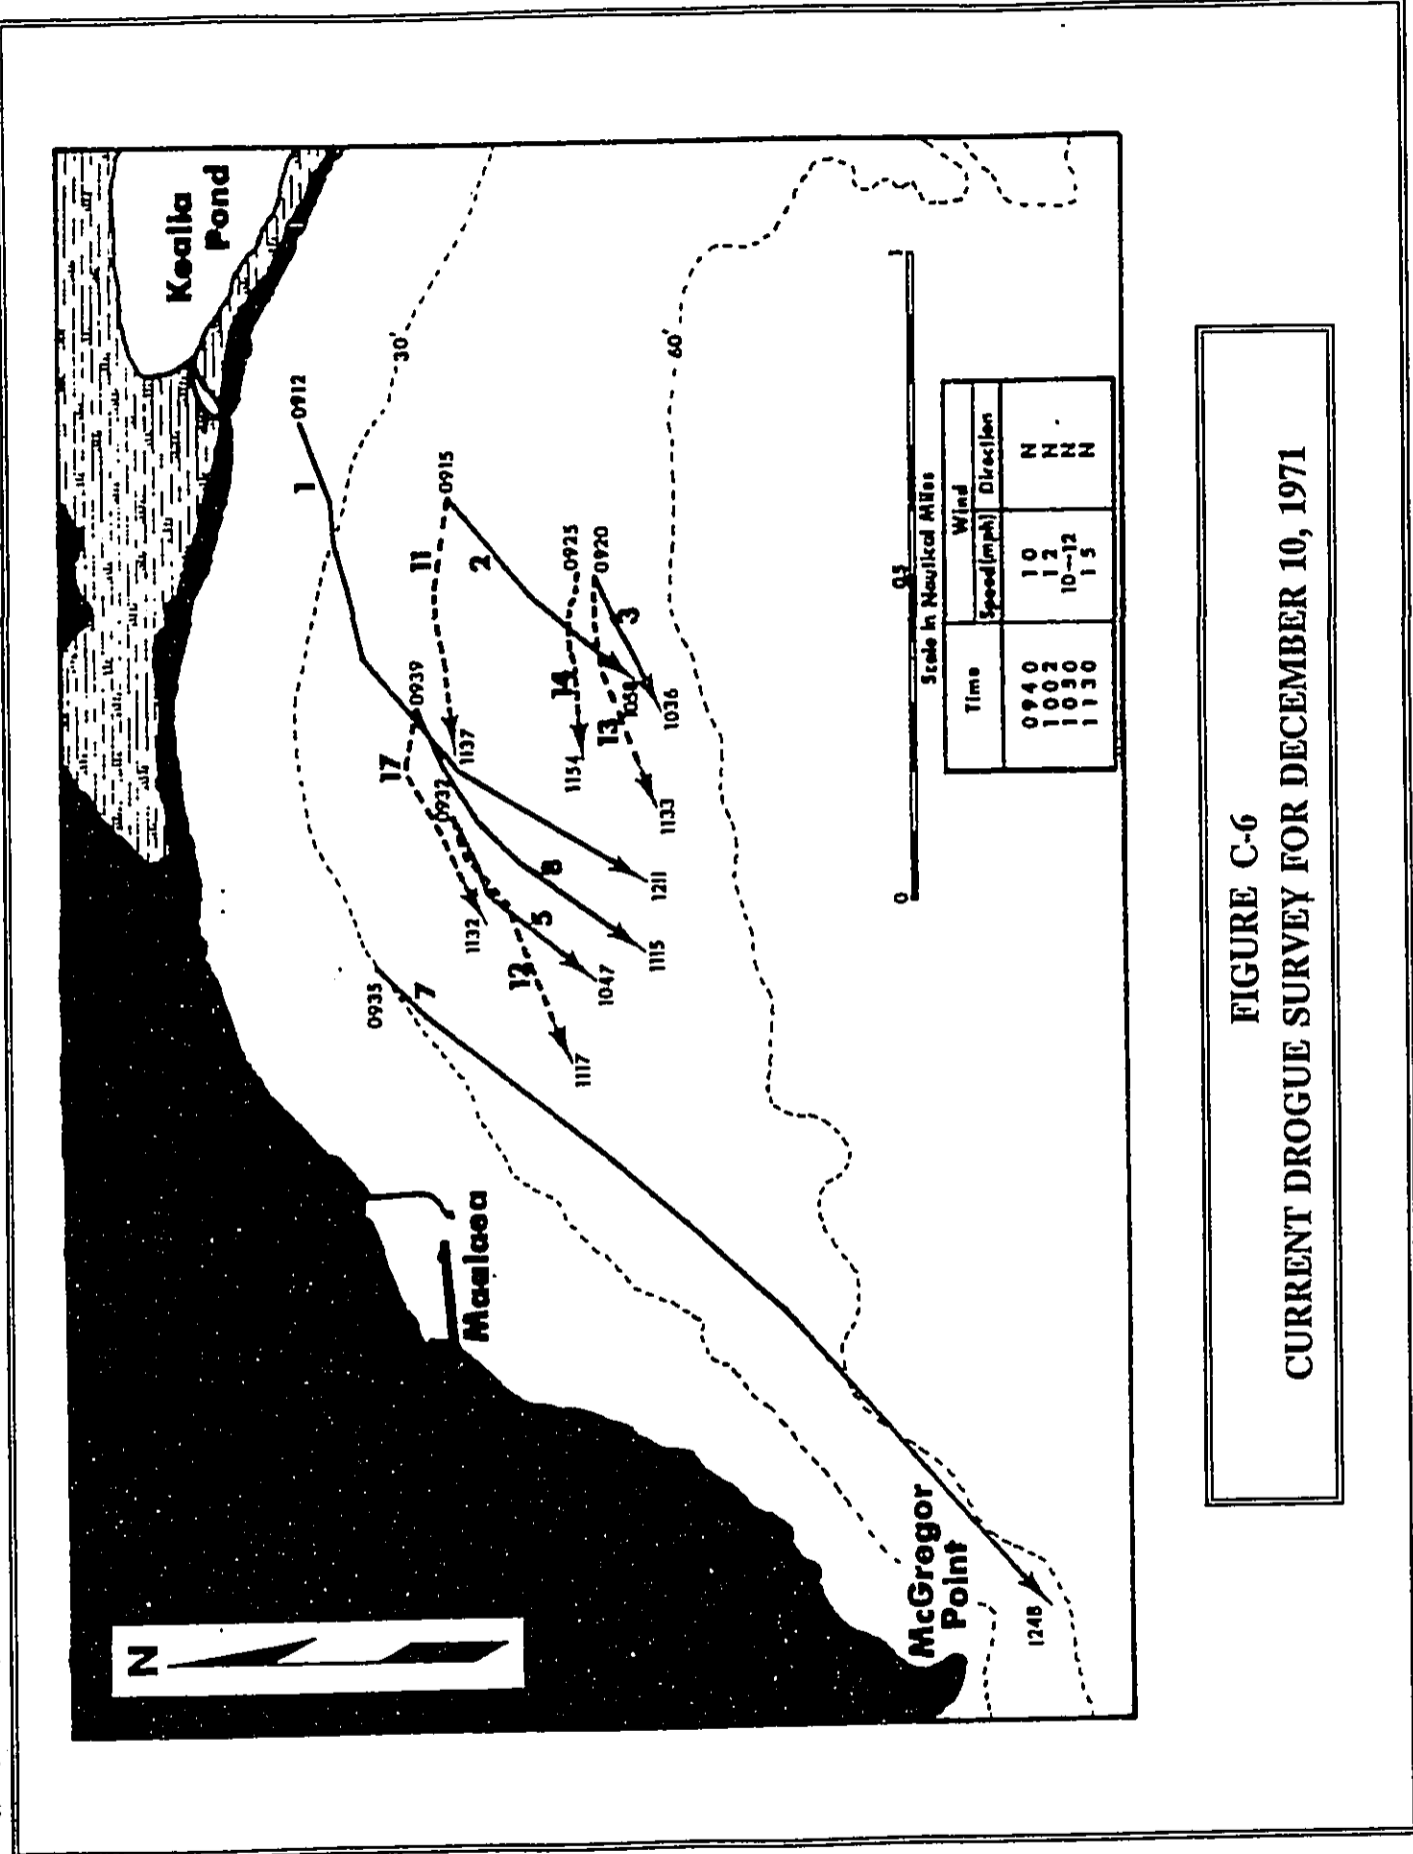 N
Kealia
Pond
Maalaea
McGregor
Point
30'
60'
0912
1
0915
11
2
0925
0920
3
14
13
1058
1036
1154
1133
0939
17
1137
0932
8
1211
1132
5
1115
12
1047
1117
0935
7
1248
0
0.5
1
Scale in Nautical Miles
Time
Wind
Speed(mph)
Direction
0940 10 N
1002 12 N
1030 10-12 N
1130 15 N
FIGURE C-6
CURRENT DROGUE SURVEY FOR DECEMBER 10, 1971